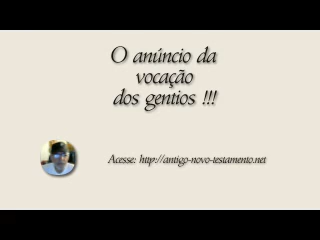 O anúncio da
vocação
dos gentios !!!
Acesse: http://antigo-novo-testamento.net